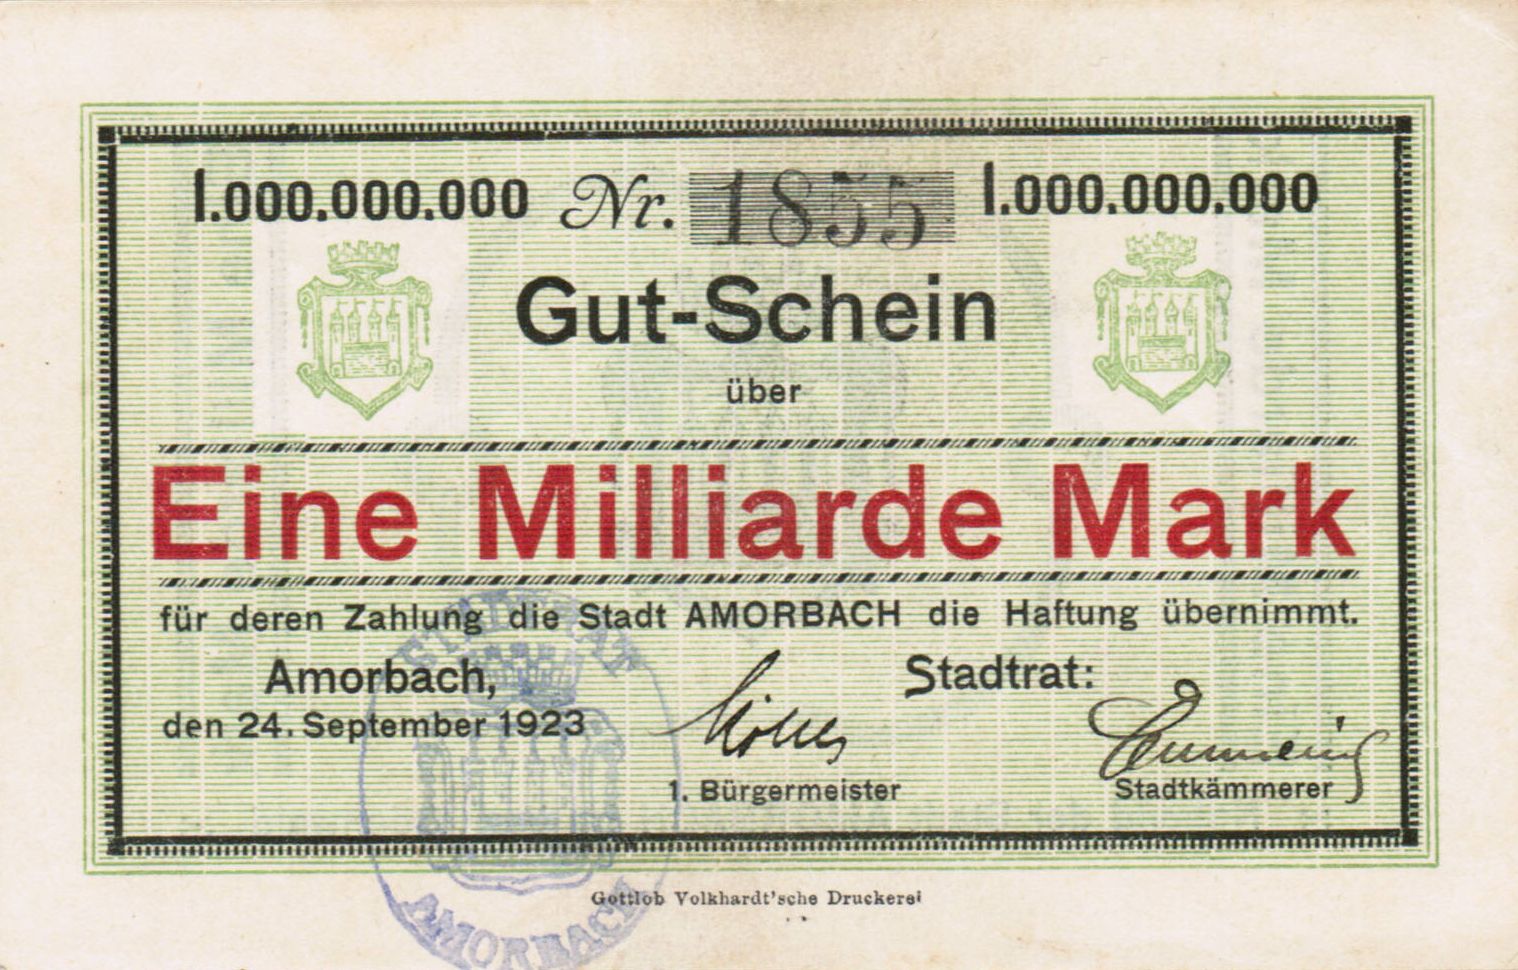 1.000.000.000 Nr. 1855 1.000.000.000
Gut-Schein
über
Eine Milliarde Mark
für deren Zahlung die Stadt AMORBACH die Haftung übernimmt.
Amorbach, Stadtrat:
den 24. September 1923
1. Bürgermeister Stadtkämmerer
STADTRAT
AMORBACH
Gottlob Volkhardt'sche Druckerei